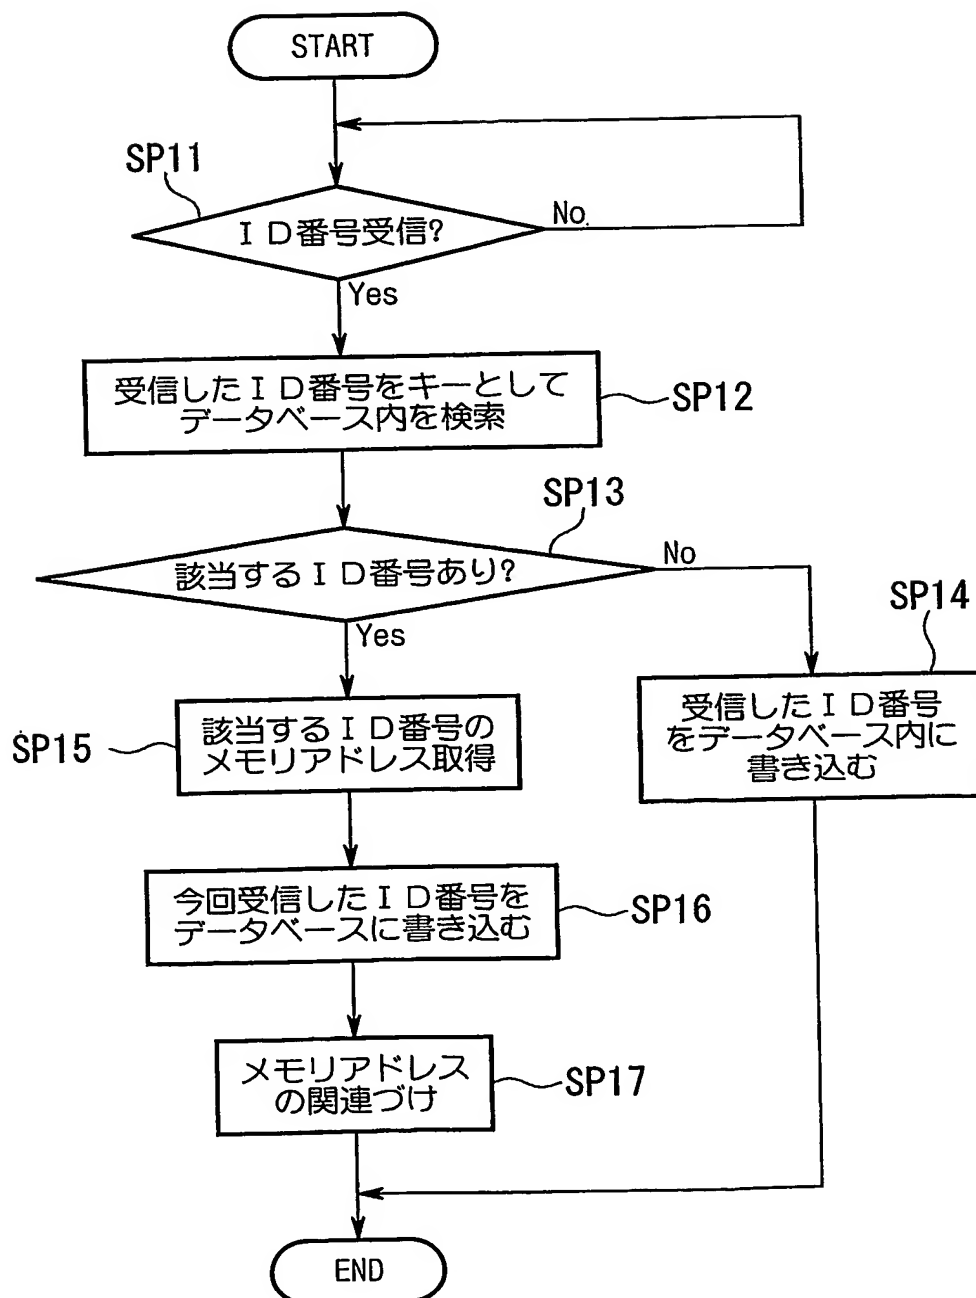 START
SP11
ID番号受信?
No
Yes
受信したID番号をキーとして
データベース内を検索
SP12
SP13
該当するID番号あり?
No
Yes
SP14
受信したID番号
をデータベース内に
書き込む
SP15
該当するID番号の
メモリアドレス取得
今回受信したID番号を
データベースに書き込む
SP16
メモリアドレス
の関連づけ
SP17
END